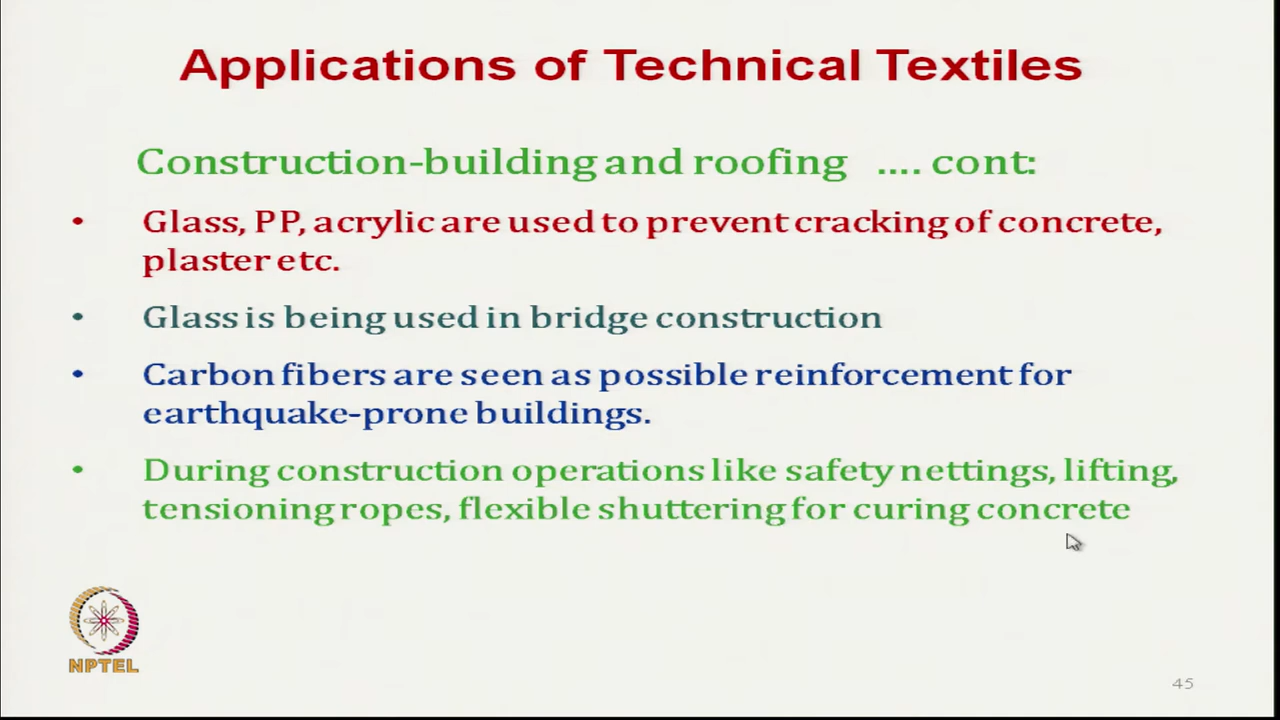 Applications of Technical Textiles
Construction-building and roofing .... cont:
• Glass, PP, acrylic are used to prevent cracking of concrete,
plaster etc.
• Glass is being used in bridge construction
• Carbon fibers are seen as possible reinforcement for
earthquake-prone buildings.
• During construction operations like safety nettings, lifting,
tensioning ropes, flexible shuttering for curing concrete
NPTEL
45